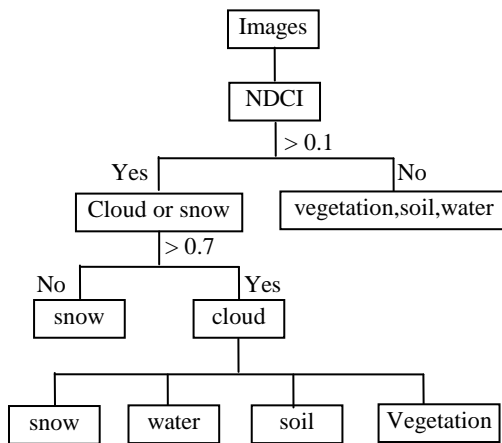 Images
NDCI
> 0.1
Yes
No
Cloud or snow
vegetation,soil,water
> 0.7
No
Yes
snow
cloud
snow
water
soil
Vegetation